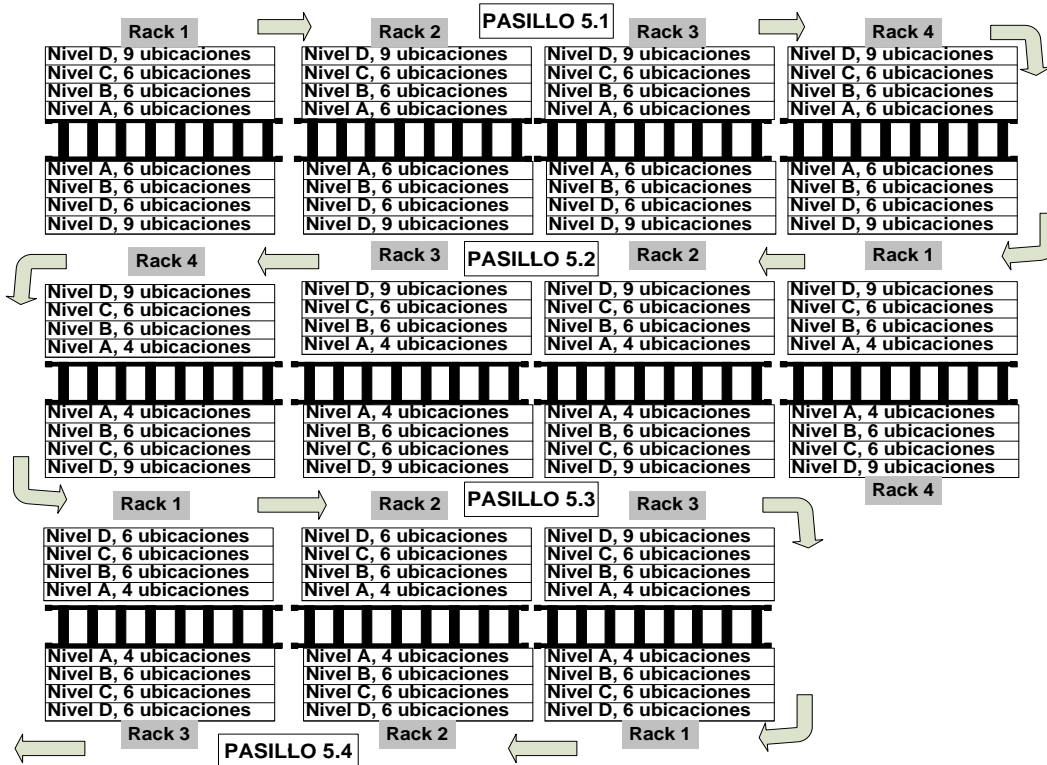 PASILLO 5.1
Rack 1
Rack 2
Rack 3
Rack 4
Nivel D, 9 ubicaciones
Nivel C, 6 ubicaciones
Nivel B, 6 ubicaciones
Nivel A, 6 ubicaciones
Nivel D, 9 ubicaciones
Nivel C, 6 ubicaciones
Nivel B, 6 ubicaciones
Nivel A, 6 ubicaciones
Nivel D, 9 ubicaciones
Nivel C, 6 ubicaciones
Nivel B, 6 ubicaciones
Nivel A, 6 ubicaciones
Nivel D, 9 ubicaciones
Nivel C, 6 ubicaciones
Nivel B, 6 ubicaciones
Nivel A, 6 ubicaciones
Nivel A, 6 ubicaciones
Nivel B, 6 ubicaciones
Nivel D, 6 ubicaciones
Nivel D, 9 ubicaciones
Nivel A, 6 ubicaciones
Nivel B, 6 ubicaciones
Nivel D, 6 ubicaciones
Nivel D, 9 ubicaciones
Nivel A, 6 ubicaciones
Nivel B, 6 ubicaciones
Nivel D, 6 ubicaciones
Nivel D, 9 ubicaciones
Nivel A, 6 ubicaciones
Nivel B, 6 ubicaciones
Nivel D, 6 ubicaciones
Nivel D, 9 ubicaciones
Rack 4
Rack 3
PASILLO 5.2
Rack 2
Rack 1
Nivel D, 9 ubicaciones
Nivel C, 6 ubicaciones
Nivel B, 6 ubicaciones
Nivel A, 4 ubicaciones
Nivel D, 9 ubicaciones
Nivel C, 6 ubicaciones
Nivel B, 6 ubicaciones
Nivel A, 4 ubicaciones
Nivel D, 9 ubicaciones
Nivel C, 6 ubicaciones
Nivel B, 6 ubicaciones
Nivel A, 4 ubicaciones
Nivel D, 9 ubicaciones
Nivel C, 6 ubicaciones
Nivel B, 6 ubicaciones
Nivel A, 4 ubicaciones
Nivel A, 4 ubicaciones
Nivel B, 6 ubicaciones
Nivel C, 6 ubicaciones
Nivel D, 9 ubicaciones
Nivel A, 4 ubicaciones
Nivel B, 6 ubicaciones
Nivel C, 6 ubicaciones
Nivel D, 9 ubicaciones
Nivel A, 4 ubicaciones
Nivel B, 6 ubicaciones
Nivel C, 6 ubicaciones
Nivel D, 9 ubicaciones
Nivel A, 4 ubicaciones
Nivel B, 6 ubicaciones
Nivel C, 6 ubicaciones
Nivel D, 9 ubicaciones
Rack 1
Rack 2
PASILLO 5.3
Rack 3
Rack 4
Nivel D, 6 ubicaciones
Nivel C, 6 ubicaciones
Nivel B, 6 ubicaciones
Nivel A, 4 ubicaciones
Nivel D, 6 ubicaciones
Nivel C, 6 ubicaciones
Nivel B, 6 ubicaciones
Nivel A, 4 ubicaciones
Nivel D, 9 ubicaciones
Nivel C, 6 ubicaciones
Nivel B, 6 ubicaciones
Nivel A, 4 ubicaciones
Nivel A, 4 ubicaciones
Nivel B, 6 ubicaciones
Nivel C, 6 ubicaciones
Nivel D, 6 ubicaciones
Nivel A, 4 ubicaciones
Nivel B, 6 ubicaciones
Nivel C, 6 ubicaciones
Nivel D, 6 ubicaciones
Nivel A, 4 ubicaciones
Nivel B, 6 ubicaciones
Nivel C, 6 ubicaciones
Nivel D, 6 ubicaciones
Rack 3
PASILLO 5.4
Rack 2
Rack 1